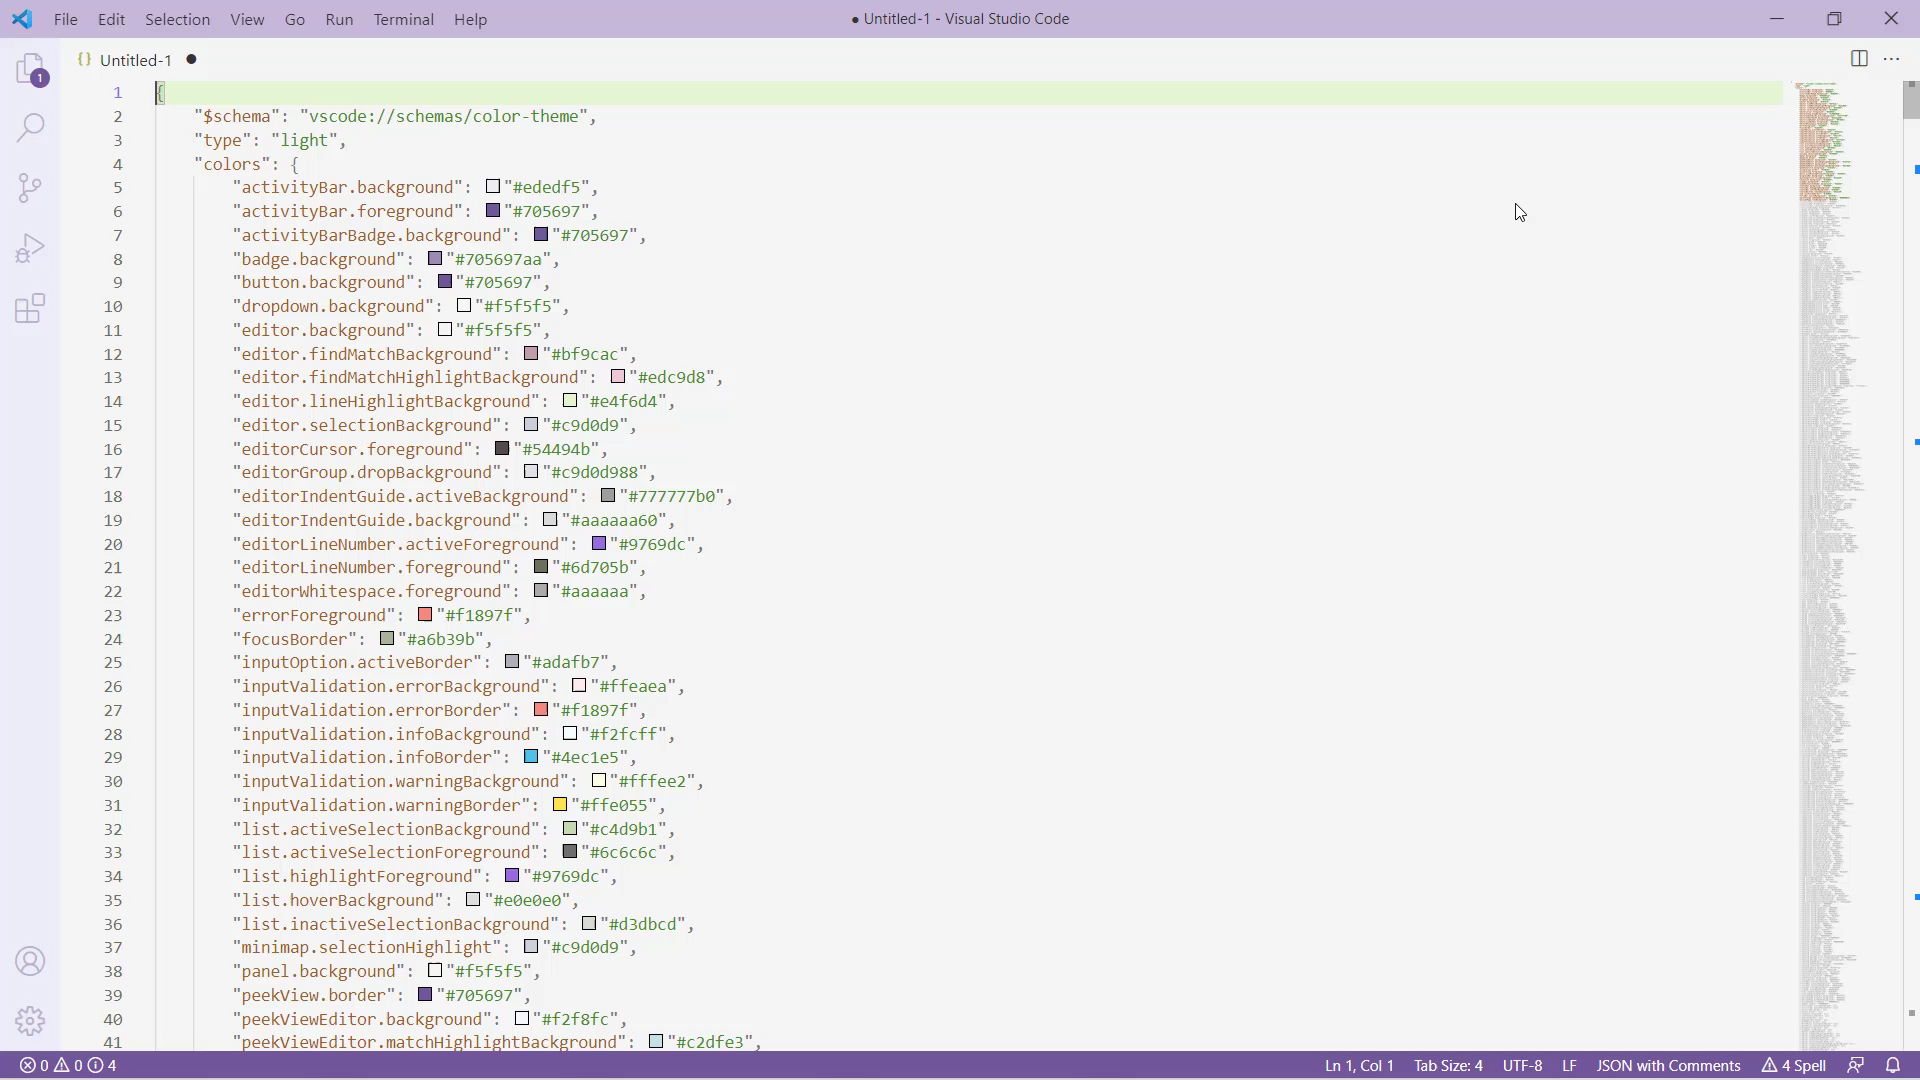 File Edit Selection View Go Run Terminal Help
● Untitled-1 - Visual Studio Code
{} Untitled-1 ●
1
1 {
2 "$schema": "vscode://schemas/color-theme",
3 "type": "light",
4 "colors": {
5 "activityBar.background": "#ededf5",
6 "activityBar.foreground": "#705697",
7 "activityBarBadge.background": "#705697",
8 "badge.background": "#705697aa",
9 "button.background": "#705697",
10 "dropdown.background": "#f5f5f5",
11 "editor.background": "#f5f5f5",
12 "editor.findMatchBackground": "#bf9cac",
13 "editor.findMatchHighlightBackground": "#edc9d8",
14 "editor.lineHighlightBackground": "#e4f6d4",
15 "editor.selectionBackground": "#c9d0d9",
16 "editorCursor.foreground": "#54494b",
17 "editorGroup.dropBackground": "#c9d0d988",
18 "editorIndentGuide.activeBackground": "#777777b0",
19 "editorIndentGuide.background": "#aaaaaa60",
20 "editorLineNumber.activeForeground": "#9769dc",
21 "editorLineNumber.foreground": "#6d705b",
22 "editorWhitespace.foreground": "#aaaaaa",
23 "errorForeground": "#f1897f",
24 "focusBorder": "#a6b39b",
25 "inputOption.activeBorder": "#adafb7",
26 "inputValidation.errorBackground": "#ffeaea",
27 "inputValidation.errorBorder": "#f1897f",
28 "inputValidation.infoBackground": "#f2fcff",
29 "inputValidation.infoBorder": "#4ec1e5",
30 "inputValidation.warningBackground": "#fffee2",
31 "inputValidation.warningBorder": "#ffe055",
32 "list.activeSelectionBackground": "#c4d9b1",
33 "list.activeSelectionForeground": "#6c6c6c",
34 "list.highlightForeground": "#9769dc",
35 "list.hoverBackground": "#e0e0e0",
36 "list.inactiveSelectionBackground": "#d3dbcd",
37 "minimap.selectionHighlight": "#c9d0d9",
38 "panel.background": "#f5f5f5",
39 "peekView.border": "#705697",
40 "peekViewEditor.background": "#f2f8fc",
41 "peekViewEditor.matchHighlightBackground": "#c2dfe3",
0 0 4
Ln 1, Col 1 Tab Size: 4 UTF-8 LF JSON with Comments 4 Spell